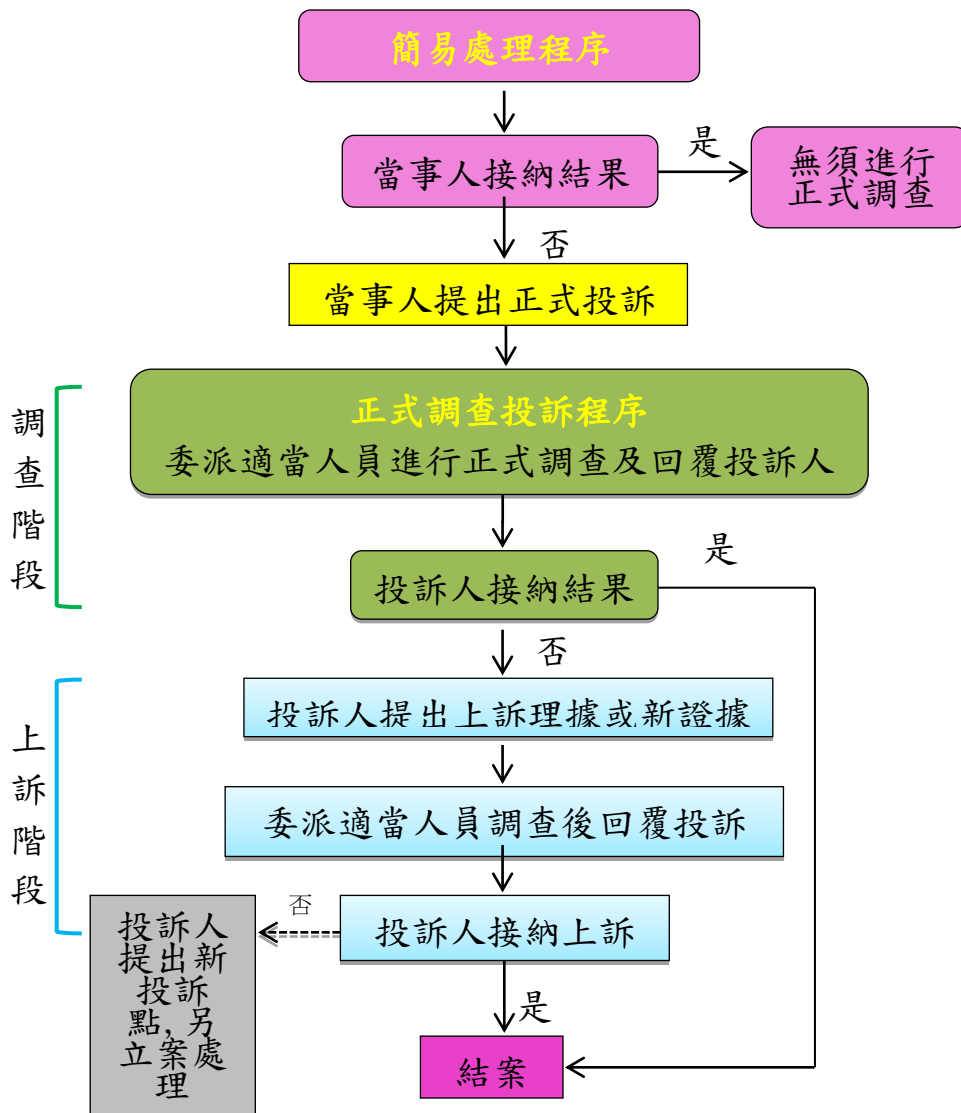 簡易處理程序
當事人接納結果
是
無須進行
正式調查
否
當事人提出正式投訴
調
查
階
段
正式調查投訴程序
委派適當人員進行正式調查及回覆投訴人
投訴人接納結果
是
否
上
訴
階
段
投訴人提出上訴理據或新證據
委派適當人員調查後回覆投訴
投訴人接納上訴
否
投訴人
提出新
投訴
點,另
立案處
理
是
結案